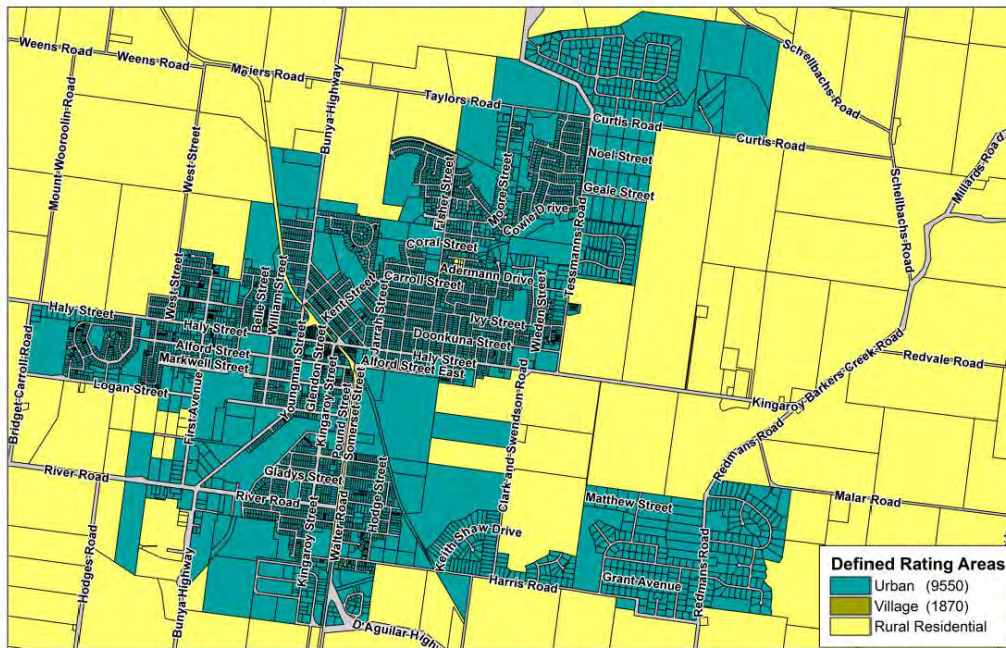 Weens Road
Weens Road
Meiers Road
Bunya Highway
Mount Wooroolin Road
West Street
Taylors Road
Curtis Road
Curtis Road
Schellbachs Road
Schellbachs Road
Millards Road
Noel Street
Geale Street
Fisher Street
Moore Street
Cowie Drive
Tessmanns Road
Coral Street
Adermann Drive
Carroll Street
Kent Street
West Street
Belle Street
William Street
Haly Street
Haly Street
Alford Street
Markwell Street
Logan Street
Bridget Carroll Road
First Avenue
Youngman Street
Glendon Street
Kingaroy Street
Pound Street
Somerset Street
Tarah Street
Ivy Street
Doonkuna Street
Haly Street
Alford Street East
Wieden Street
Clark and Swendson Road
Kingaroy Barkers Creek Road
Redvale Road
Redmans Road
Malar Road
River Road
River Road
Gladys Street
Kingaroy Street
Walter Road
Hodge Street
Hodges Road
Bunya Highway
Keith Shaw Drive
Harris Road
Matthew Street
Grant Avenue
Redmans Road
D'Aguilar High
Defined Rating Areas
Urban (9550)
Village (1870)
Rural Residential